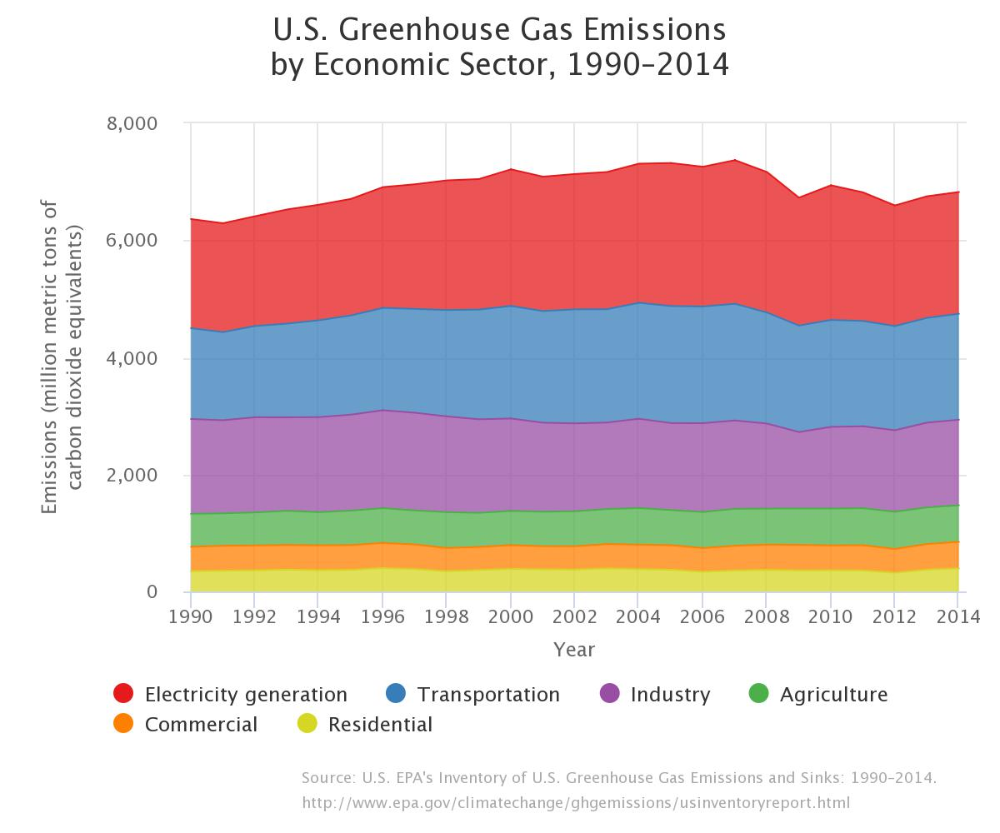 U.S. Greenhouse Gas Emissions
by Economic Sector, 1990–2014
Emissions (million metric tons of
carbon dioxide equivalents)
8,000
6,000
4,000
2,000
0
1990 1992 1994 1996 1998 2000 2002 2004 2006 2008 2010 2012 2014
Year
Electricity generation Transportation Industry Agriculture
Commercial Residential
Source: U.S. EPA's Inventory of U.S. Greenhouse Gas Emissions and Sinks: 1990–2014.
http://www.epa.gov/climatechange/ghgemissions/usinventoryreport.html